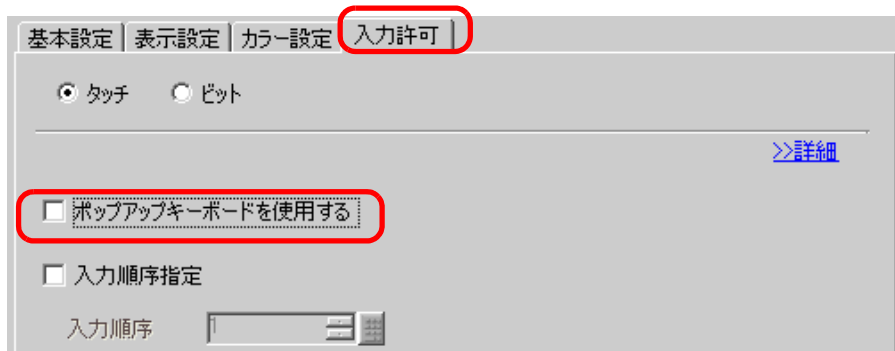 基本設定 表示設定 カラー設定 入力許可
タッチ ビット
>>詳細
ポップアップキーボードを使用する
入力順序指定
入力順序 1